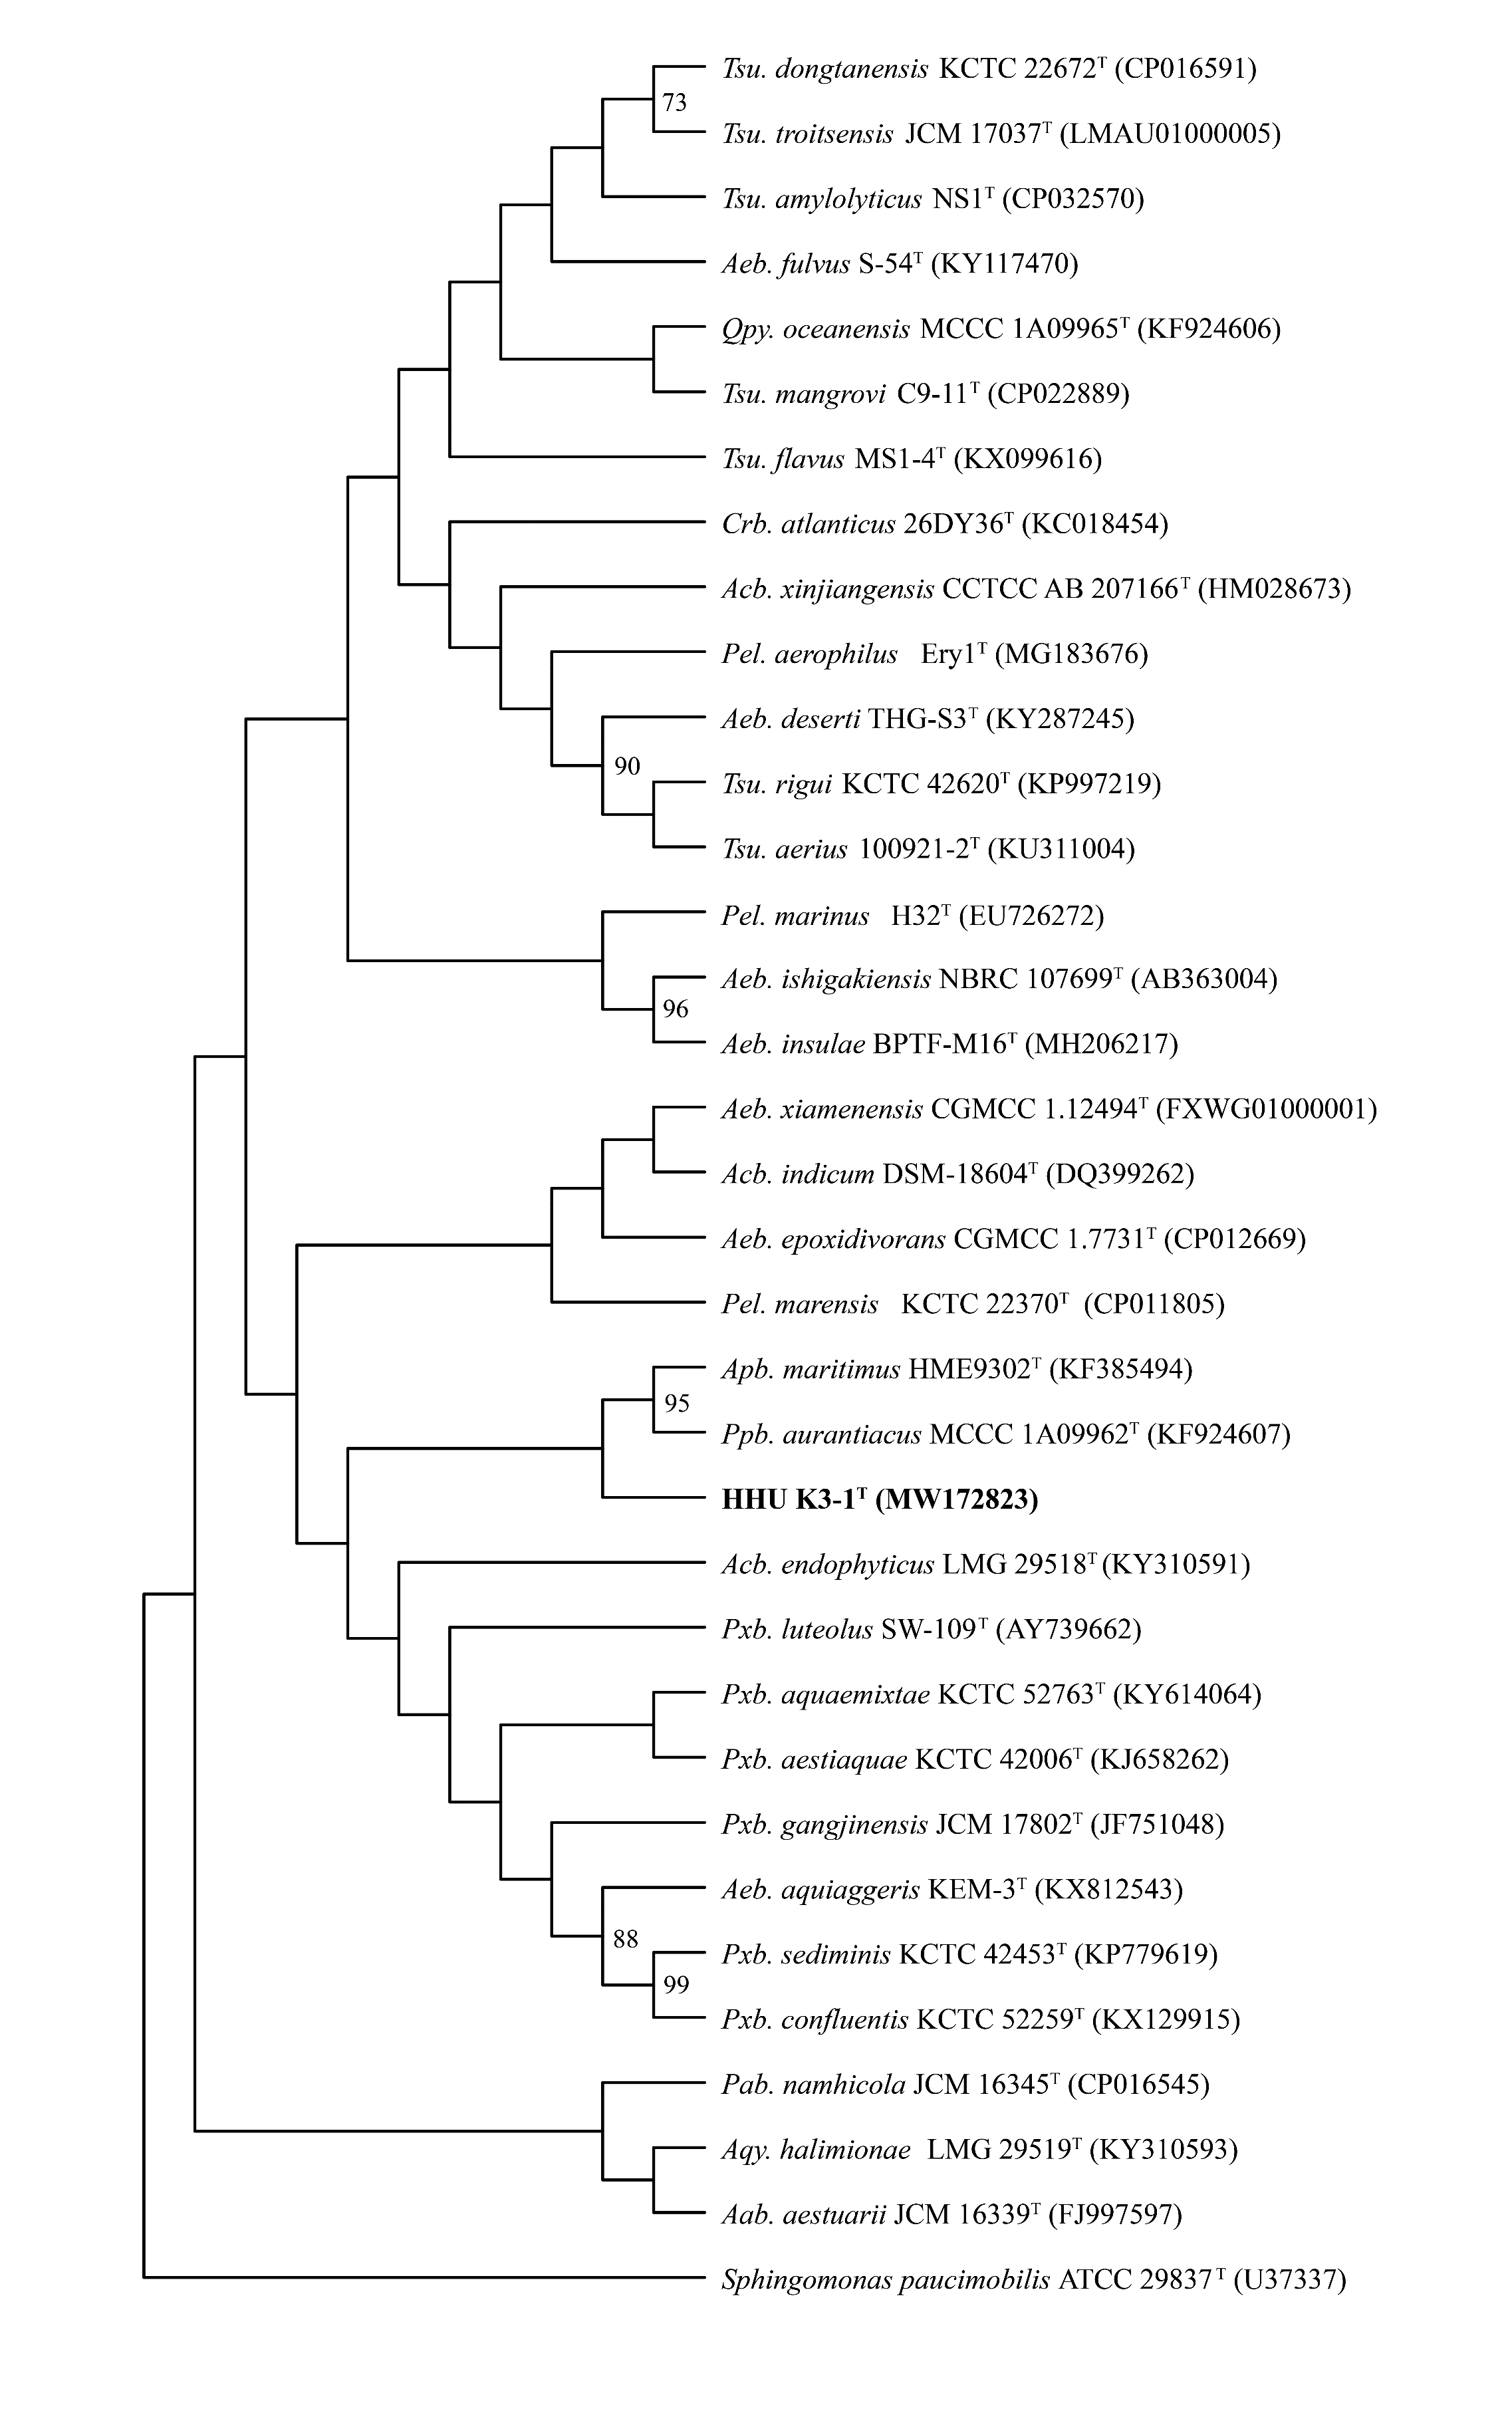 Tsu. dongtanensis KCTC 22672ᵀ (CP016591)
73
Tsu. troitsensis JCM 17037ᵀ (LMAU01000005)
Tsu. amylolyticus NS1ᵀ (CP032570)
Aeb. fulvus S-54ᵀ (KY117470)
Qpy. oceanensis MCCC 1A09965ᵀ (KF924606)
Tsu. mangrovi C9-11ᵀ (CP022889)
Tsu. flavus MS1-4ᵀ (KX099616)
Crb. atlanticus 26DY36ᵀ (KC018454)
Acb. xinjiangensis CCTCC AB 207166ᵀ (HM028673)
Pel. aerophilus Ery1ᵀ (MG183676)
Aeb. deserti THG-S3ᵀ (KY287245)
90
Tsu. rigui KCTC 42620ᵀ (KP997219)
Tsu. aerius 100921-2ᵀ (KU311004)
Pel. marinus H32ᵀ (EU726272)
Aeb. ishigakiensis NBRC 107699ᵀ (AB363004)
96
Aeb. insulae BPTF-M16ᵀ (MH206217)
Aeb. xiamenensis CGMCC 1.12494ᵀ (FXWG01000001)
Acb. indicum DSM-18604ᵀ (DQ399262)
Aeb. epoxidivorans CGMCC 1.7731ᵀ (CP012669)
Pel. marensis KCTC 22370ᵀ (CP011805)
Apb. maritimus HME9302ᵀ (KF385494)
95
Ppb. aurantiacus MCCC 1A09962ᵀ (KF924607)
HHU K3-1ᵀ (MW172823)
Acb. endophyticus LMG 29518ᵀ (KY310591)
Pxb. luteolus SW-109ᵀ (AY739662)
Pxb. aquaemixtae KCTC 52763ᵀ (KY614064)
Pxb. aestiaquae KCTC 42006ᵀ (KJ658262)
Pxb. gangjinensis JCM 17802ᵀ (JF751048)
Aeb. aquiaggeris KEM-3ᵀ (KX812543)
88
Pxb. sediminis KCTC 42453ᵀ (KP779619)
99
Pxb. confluentis KCTC 52259ᵀ (KX129915)
Pab. namhicola JCM 16345ᵀ (CP016545)
Aqy. halimionae LMG 29519ᵀ (KY310593)
Aab. aestuarii JCM 16339ᵀ (FJ997597)
Sphingomonas paucimobilis ATCC 29837ᵀ (U37337)